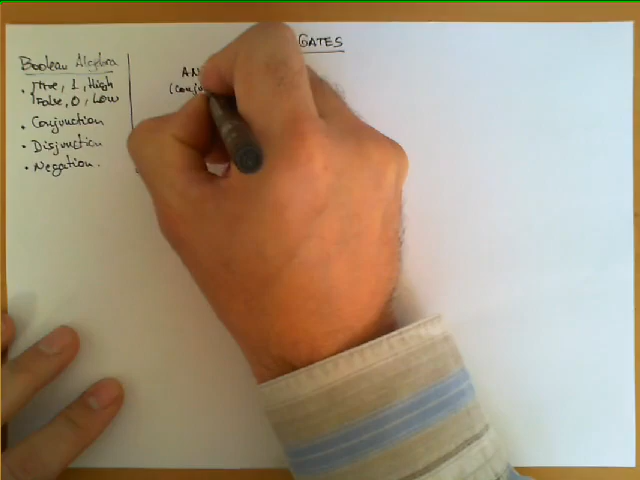 Boolean Algebra
• True, 1, High
False, 0, Low
• Conjunction
• Disjunction
• Negation.
GATES